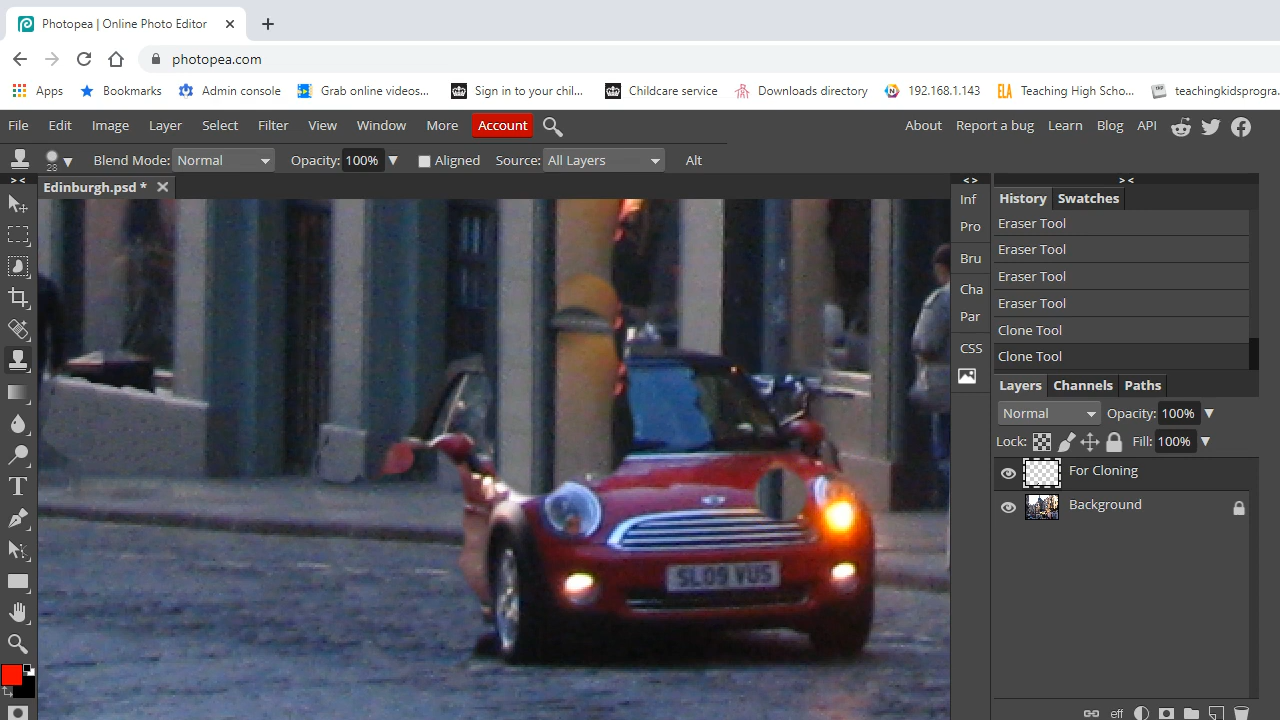 Photopea | Online Photo Editor
photopea.com
Apps Bookmarks Admin console Grab online videos... Sign in to your chil... Childcare service Downloads directory 192.168.1.143 ELA Teaching High Scho... teachingkidsprogra.
File Edit Image Layer Select Filter View Window More Account About Report a bug Learn Blog API
28 Blend Mode: Normal Opacity: 100% Aligned Source: All Layers Alt
> < < > > <
Edinburgh.psd *
Inf
Pro
Bru
Cha
Par
CSS
History Swatches
Eraser Tool
Eraser Tool
Eraser Tool
Eraser Tool
Clone Tool
Clone Tool
Layers Channels Paths
Normal Opacity: 100%
Lock: Fill: 100%
For Cloning
Background
SL09 VUS
eff